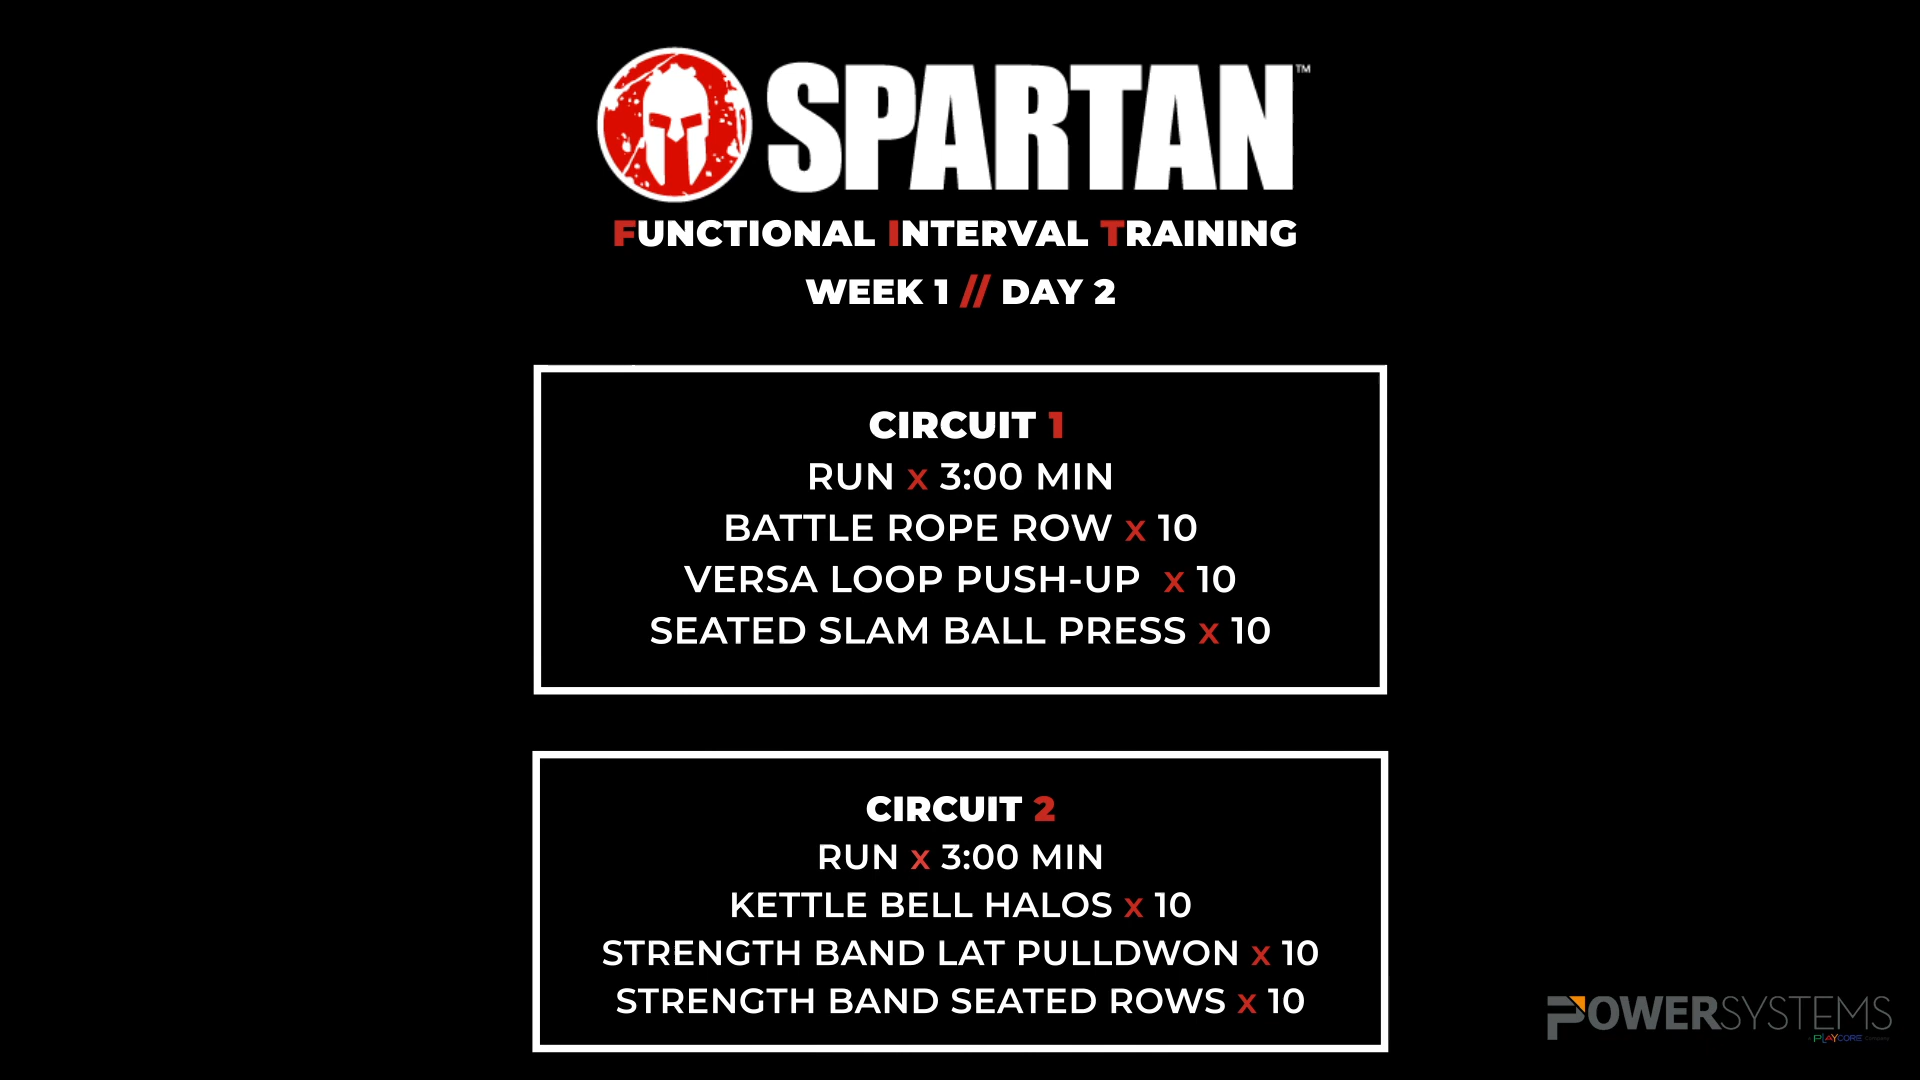 SPARTAN™
FUNCTIONAL INTERVAL TRAINING
WEEK 1 // DAY 2
CIRCUIT 1
RUN x 3:00 MIN
BATTLE ROPE ROW x 10
VERSA LOOP PUSH-UP x 10
SEATED SLAM BALL PRESS x 10
CIRCUIT 2
RUN x 3:00 MIN
KETTLE BELL HALOS x 10
STRENGTH BAND LAT PULLDWON x 10
STRENGTH BAND SEATED ROWS x 10
POWERSYSTEMS
A PLAYCORE Company